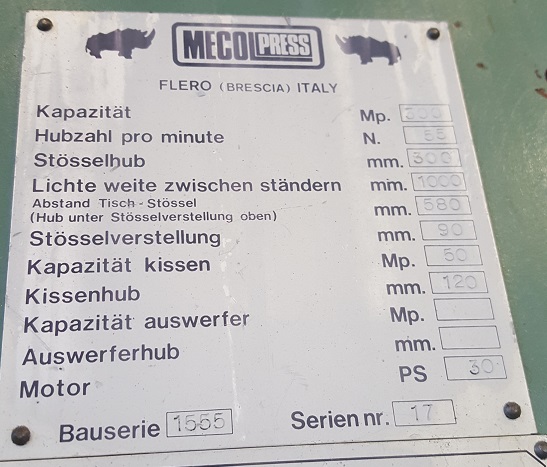 MECOLPRESS
FLERO (BRESCIA) ITALY
Kapazität Mp.
Hubzahl pro minute N. 55
Stösselhub mm. 300
Lichte weite zwischen ständern mm. 1000
Abstand Tisch - Stössel
(Hub unter Stösselverstellung oben) mm. 580
Stösselverstellung mm. 90
Kapazität kissen Mp. 50
Kissenhub mm. 120
Kapazität auswerfer Mp.
Auswerferhub mm.
Motor PS 30
Bauserie 1555 Serien nr. 17